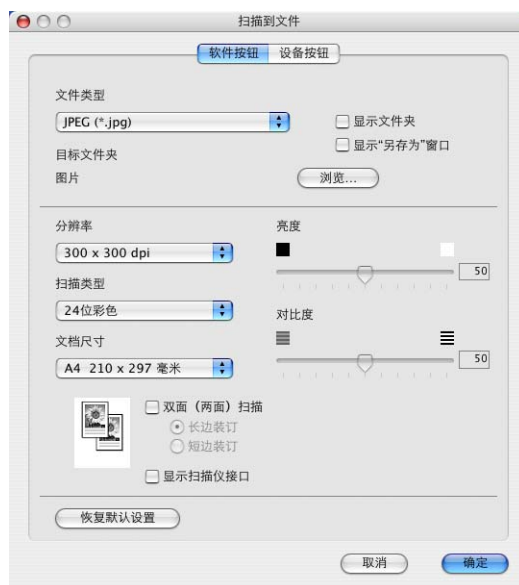 扫描到文件
软件按钮 设备按钮
文件类型
JPEG (*.jpg)
显示文件夹
显示“另存为”窗口
目标文件夹
图片
浏览...
分辨率
300 x 300 dpi
扫描类型
24位彩色
文档尺寸
A4 210 x 297 毫米
亮度
50
对比度
50
双面（两面）扫描
长边装订
短边装订
显示扫描仪接口
恢复默认设置
取消 确定